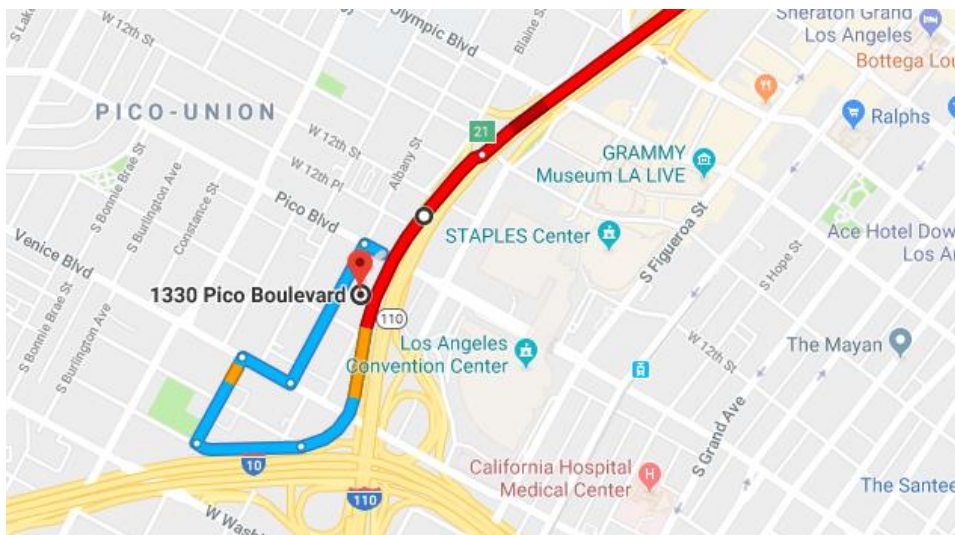 S Lake
W 12th St
Olympic Blvd
Blaine St
Sheraton Grand
Los Angeles
Bottega Lou
PICO-UNION
W 12th St
21
Ralphs
GRAMMY
Museum LA LIVE
S Bonnie Brae St
S Burlington Ave
Constance St
W 12th Pl
Albany St
Pico Blvd
Venice Blvd
STAPLES Center
S Figueroa St
S Hope St
Ace Hotel Dow
Los A
1330 Pico Boulevard
110
Los Angeles
Convention Center
W 12th St
The Mayan
S Bonnie Brae St
S Burlington Ave
S Grand Ave
10
California Hospital
Medical Center
H
110
The Santee
W Wash